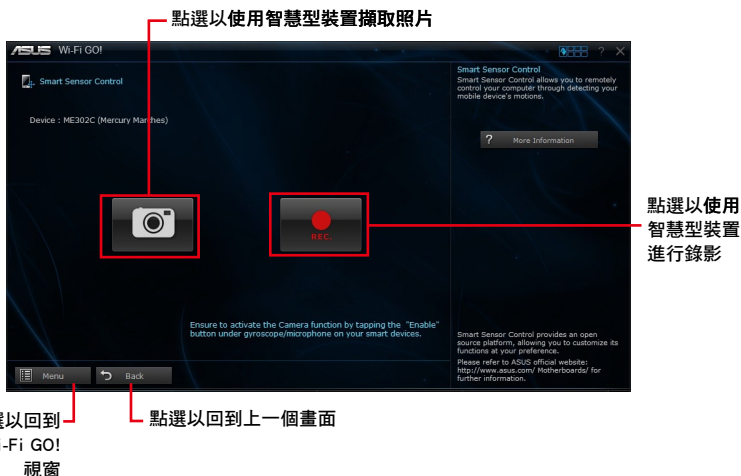 點選以使用智慧型裝置擷取照片
ASUS Wi-Fi GO!
?
Smart Sensor Control
Device : ME302C (Mercury Marches)
REC.
Ensure to activate the Camera function by tapping the "Enable"
button under gyroscope/microphone on your smart devices.
Smart Sensor Control
Smart Sensor Control allows you to remotely
control your computer through detecting your
mobile device's motions.
? More Information
Smart Sensor Control provides an open
source platform, allowing you to customize its
functions at your preference.
Please refer to ASUS official website:
http://www.asus.com/ Motherboards/ for
further information.
Menu
Back
點選以使用
智慧型裝置
進行錄影
選以回到
-Fi GO!
視窗
點選以回到上一個畫面